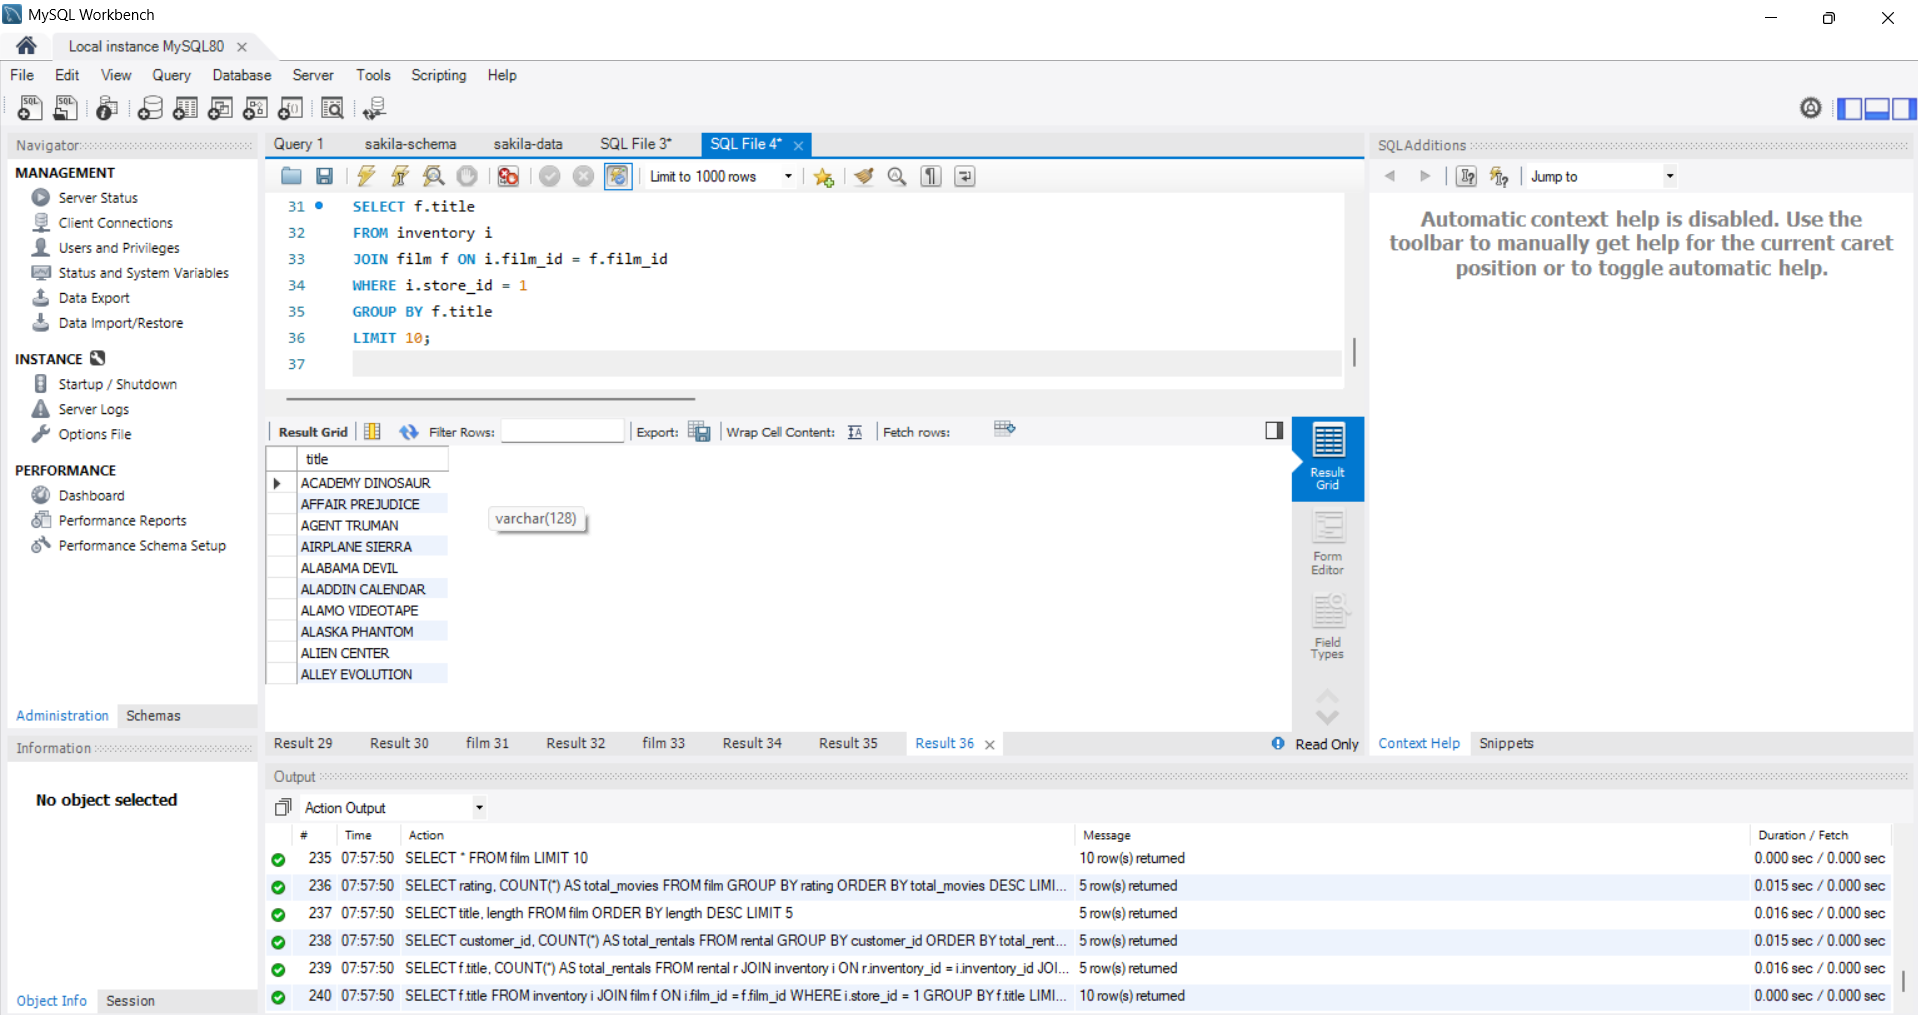 MySQL Workbench
Local instance MySQL80
File Edit View Query Database Server Tools Scripting Help
Navigator
MANAGEMENT
Server Status
Client Connections
Users and Privileges
Status and System Variables
Data Export
Data Import/Restore
INSTANCE
Startup / Shutdown
Server Logs
Options File
PERFORMANCE
Dashboard
Performance Reports
Performance Schema Setup
Administration Schemas
Information
No object selected
Object Info Session
Query 1 sakila-schema sakila-data SQL File 3* SQL File 4*
Limit to 1000 rows
31 SELECT f.title
32 FROM inventory i
33 JOIN film f ON i.film_id = f.film_id
34 WHERE i.store_id = 1
35 GROUP BY f.title
36 LIMIT 10;
37
Result Grid Filter Rows: Export: Wrap Cell Content: Fetch rows:
title
ACADEMY DINOSAUR
AFFAIR PREJUDICE
AGENT TRUMAN
AIRPLANE SIERRA
ALABAMA DEVIL
ALADDIN CALENDAR
ALAMO VIDEOTAPE
ALASKA PHANTOM
ALIEN CENTER
ALLEY EVOLUTION
varchar(128)
Result
Grid
Form
Editor
Field
Types
Result 29 Result 30 film 31 Result 32 film 33 Result 34 Result 35 Result 36 Read Only
SQLAdditions
Jump to
Automatic context help is disabled. Use the
toolbar to manually get help for the current caret
position or to toggle automatic help.
Context Help Snippets
Output
Action Output
# Time Action Message Duration / Fetch
235 07:57:50 SELECT * FROM film LIMIT 10 10 row(s) returned 0.000 sec / 0.000 sec
236 07:57:50 SELECT rating, COUNT(*) AS total_movies FROM film GROUP BY rating ORDER BY total_movies DESC LIMI... 5 row(s) returned 0.015 sec / 0.000 sec
237 07:57:50 SELECT title, length FROM film ORDER BY length DESC LIMIT 5 5 row(s) returned 0.016 sec / 0.000 sec
238 07:57:50 SELECT customer_id, COUNT(*) AS total_rentals FROM rental GROUP BY customer_id ORDER BY total_rent... 5 row(s) returned 0.015 sec / 0.000 sec
239 07:57:50 SELECT f.title, COUNT(*) AS total_rentals FROM rental r JOIN inventory i ON r.inventory_id = i.inventory_id JOI... 5 row(s) returned 0.016 sec / 0.000 sec
240 07:57:50 SELECT f.title FROM inventory i JOIN film f ON i.film_id = f.film_id WHERE i.store_id = 1 GROUP BY f.title LIMI... 10 row(s) returned 0.000 sec / 0.000 sec